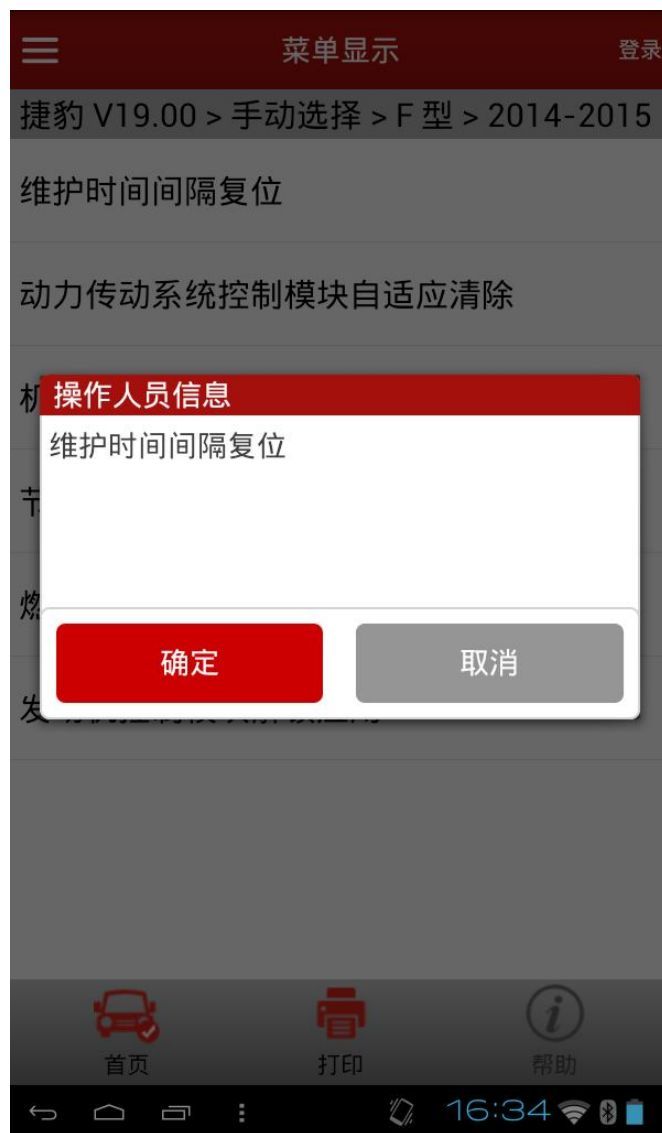 菜单显示
登录
捷豹 V19.00 > 手动选择 > F 型 > 2014-2015
维护时间间隔复位
动力传动系统控制模块自适应清除
操作人员信息
维护时间间隔复位
确定
取消
首页
打印
帮助
16:34